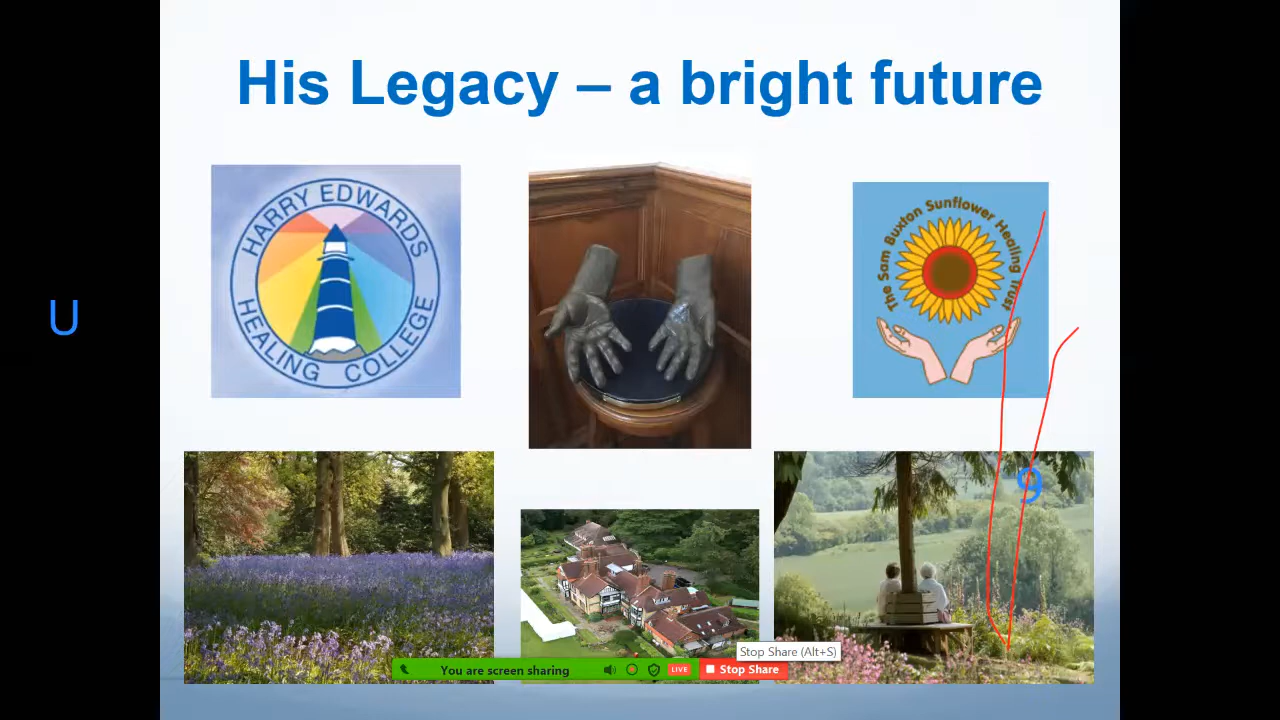 His Legacy – a bright future
HARRY EDWARDS
HEALING COLLEGE
The Sam Buxton Sunflower Healing Trust
U
9
Stop Share (Alt+S)
You are screen sharing
LIVE
Stop Share